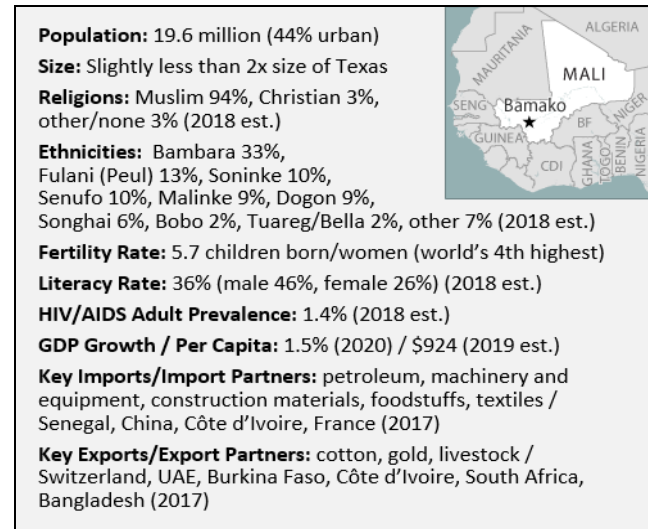 Population: 19.6 million (44% urban)
Size: Slightly less than 2x size of Texas
Religions: Muslim 94%, Christian 3%,
other/none 3% (2018 est.)
Ethnicities: Bambara 33%,
Fulani (Peul) 13%, Soninke 10%,
Senufo 10%, Malinke 9%, Dogon 9%,
Songhai 6%, Bobo 2%, Tuareg/Bella 2%, other 7% (2018 est.)
Fertility Rate: 5.7 children born/women (world's 4th highest)
Literacy Rate: 36% (male 46%, female 26%) (2018 est.)
HIV/AIDS Adult Prevalence: 1.4% (2018 est.)
GDP Growth / Per Capita: 1.5% (2020) / $924 (2019 est.)
Key Imports/Import Partners: petroleum, machinery and
equipment, construction materials, foodstuffs, textiles /
Senegal, China, Côte d'Ivoire, France (2017)
Key Exports/Export Partners: cotton, gold, livestock /
Switzerland, UAE, Burkina Faso, Côte d'Ivoire, South Africa,
Bangladesh (2017)
ALGERIA
MAURITANIA
MALI
SENG
Bamako
NIGER
GUINEA
BF
CDI
GHANA
TOGO
BENIN
NIGERIA